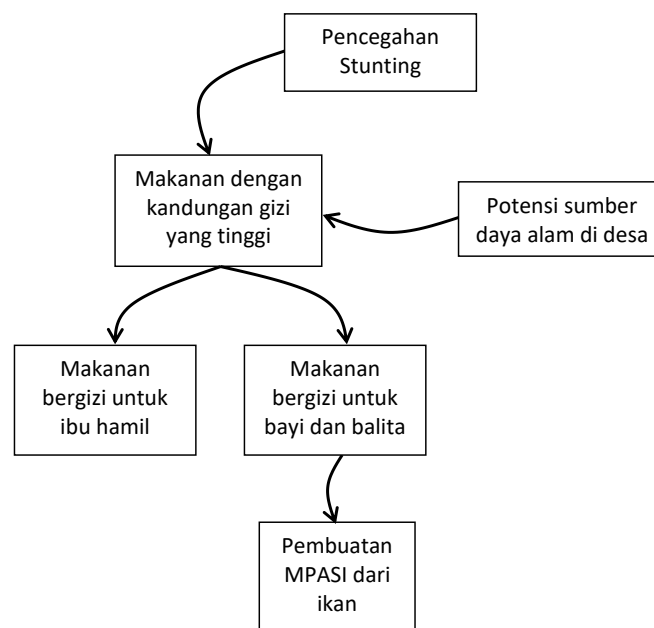 Pencegahan
Stunting
Makanan dengan
kandungan gizi
yang tinggi
Potensi sumber
daya alam di desa
Makanan
bergizi untuk
ibu hamil
Makanan
bergizi untuk
bayi dan balita
Pembuatan
MPASI dari
ikan